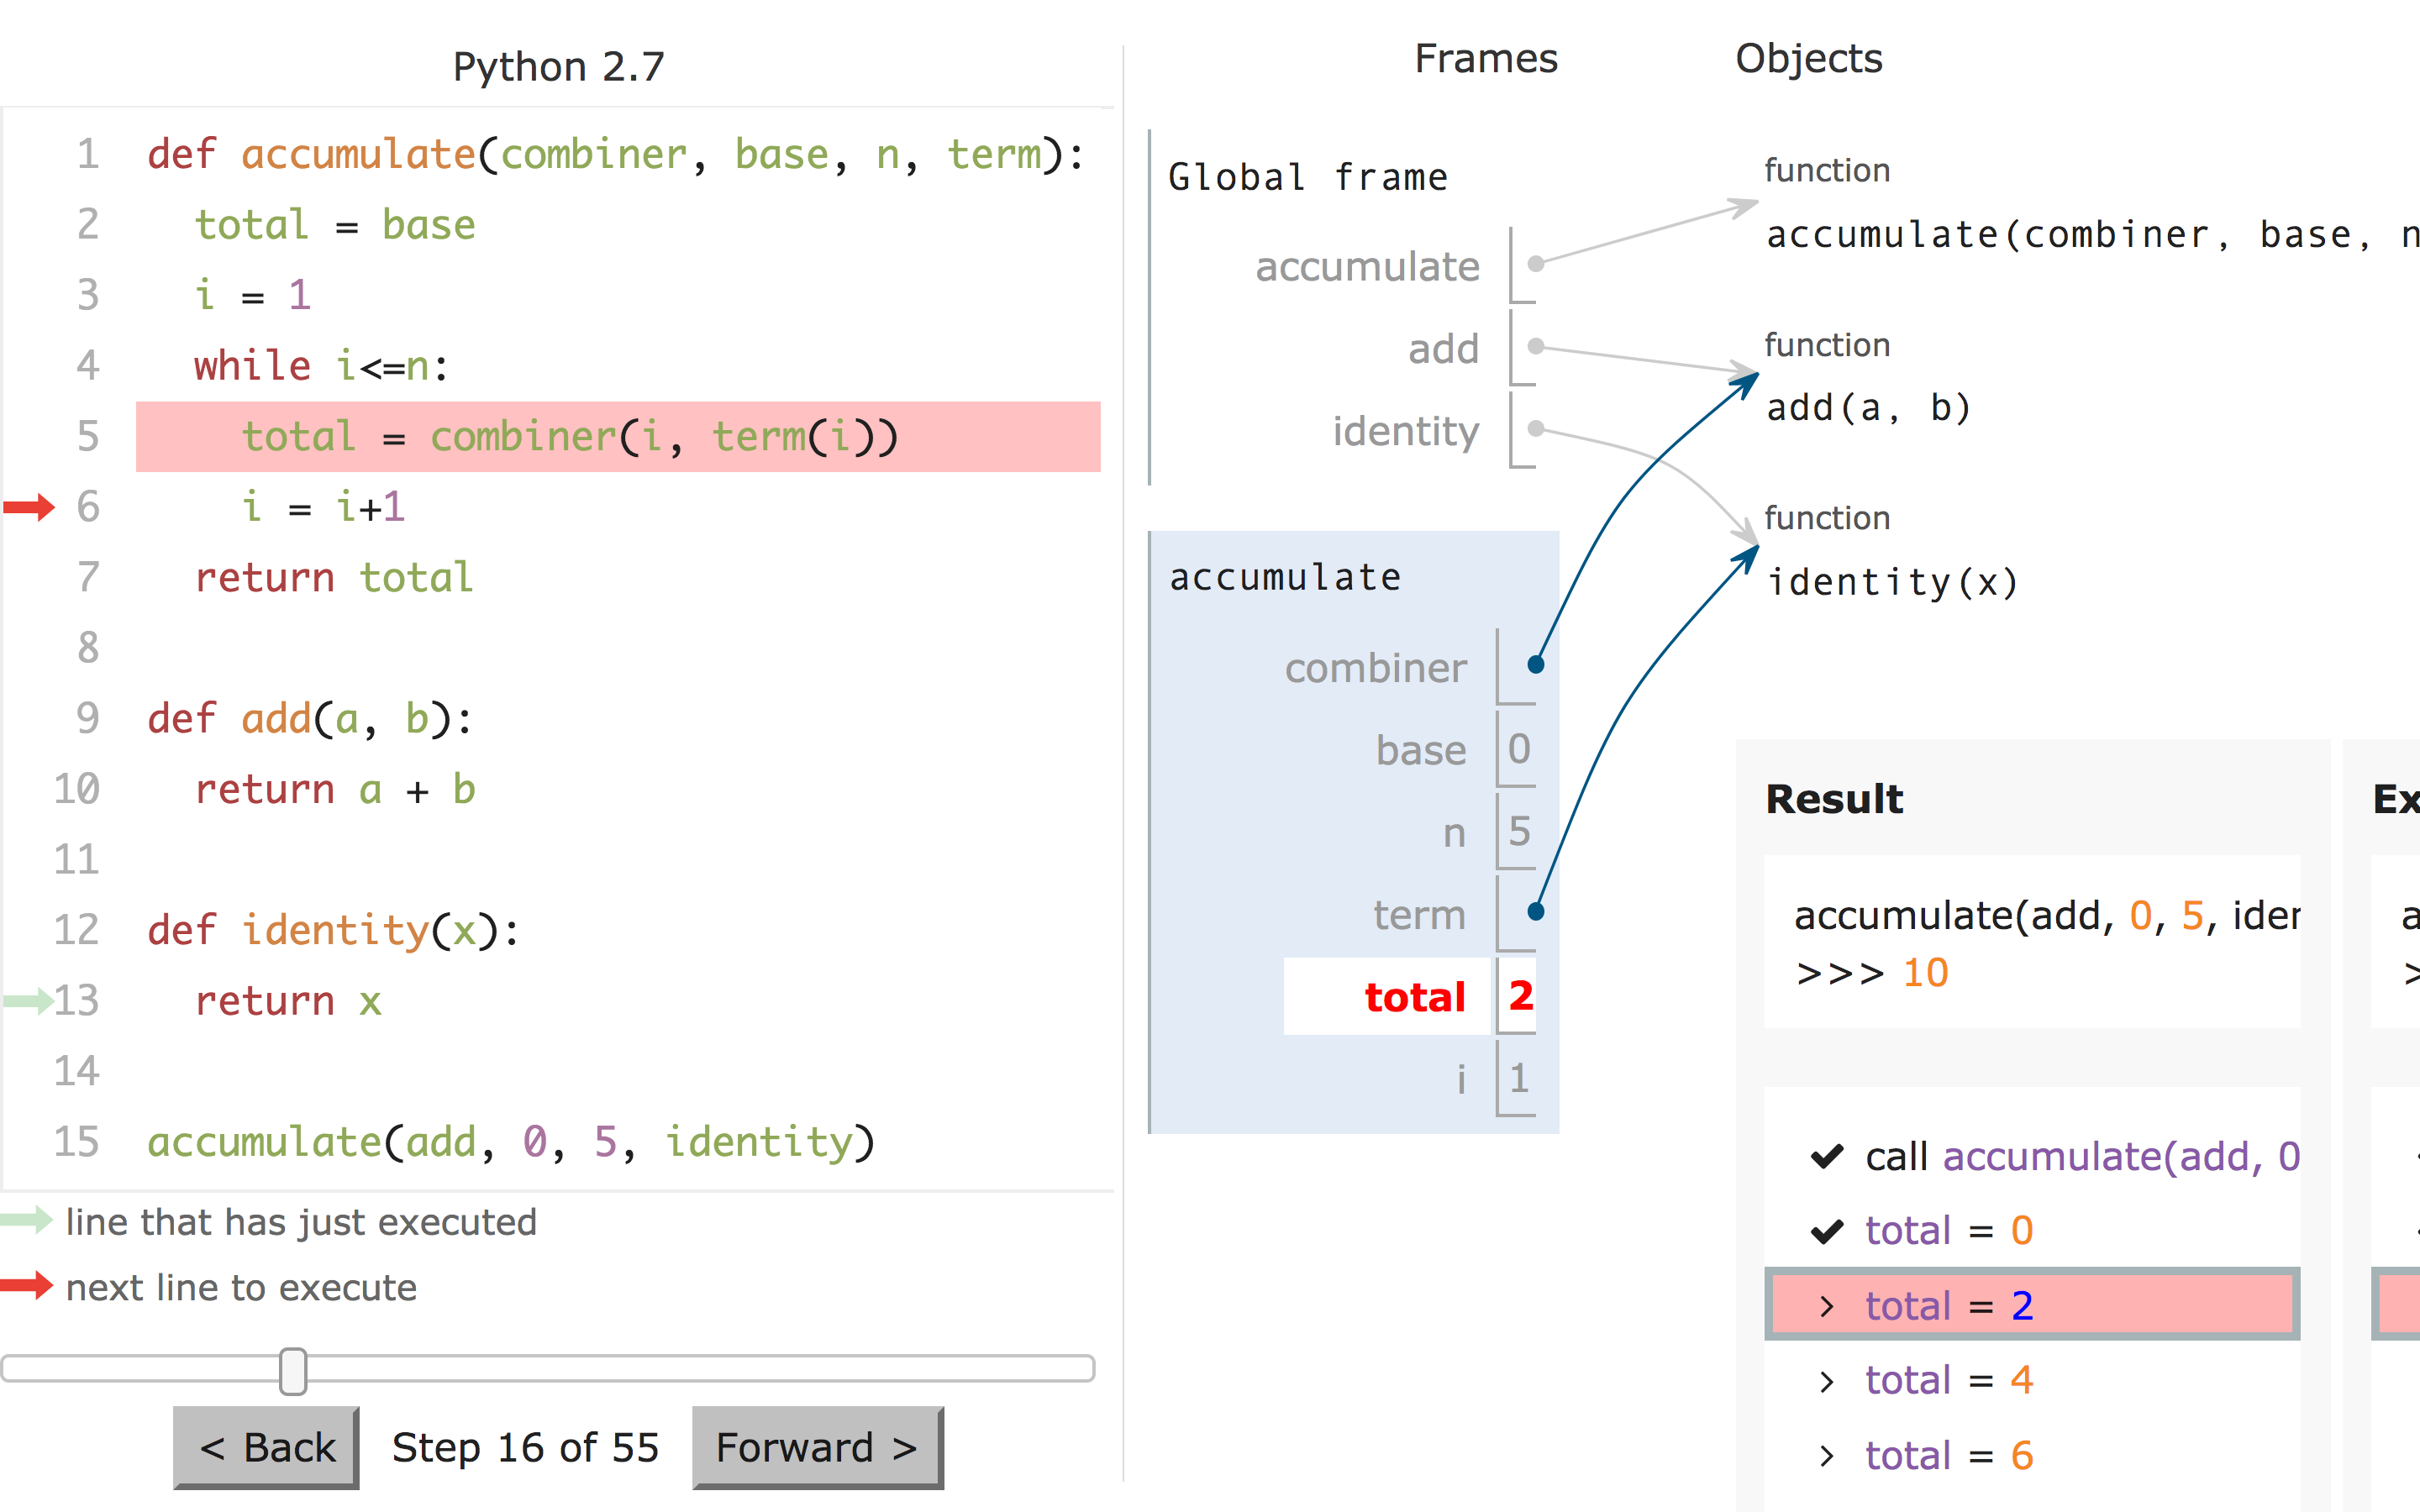 Python 2.7
1 def accumulate(combiner, base, n, term):
2 total = base
3 i = 1
4 while i<=n:
5 total = combiner(i, term(i))
6 i = i+1
7 return total
8
9 def add(a, b):
10 return a + b
11
12 def identity(x):
13 return x
14
15 accumulate(add, 0, 5, identity)
line that has just executed
next line to execute
< Back Step 16 of 55 Forward >
Frames Objects
Global frame
accumulate
add
identity
function
accumulate(combiner, base, n
function
add(a, b)
function
identity(x)
accumulate
combiner
base 0
n 5
term
total 2
i 1
Result
accumulate(add, 0, 5, iden
>>> 10
call accumulate(add, 0
total = 0
> total = 2
> total = 4
> total = 6
Ex
a
>